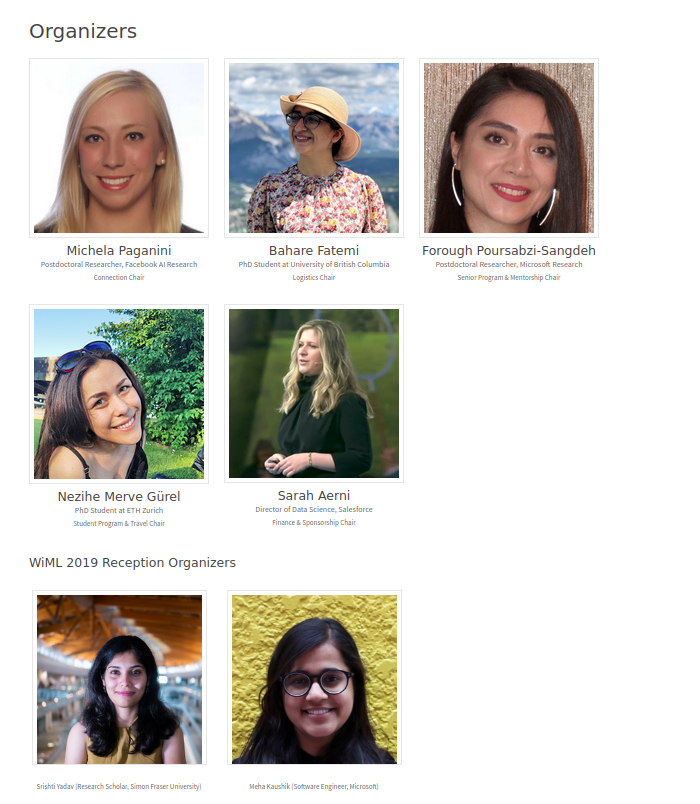 Organizers
Michela Paganini
Postdoctoral Researcher, Facebook AI Research
Connection Chair
Bahare Fatemi
PhD Student at University of British Columbia
Logistics Chair
Forough Poursabzi-Sangdeh
Postdoctoral Researcher, Microsoft Research
Senior Program & Mentorship Chair
Nezihe Merve Gürel
PhD Student at ETH Zurich
Student Program & Travel Chair
Sarah Aerni
Director of Data Science, Salesforce
Finance & Sponsorship Chair
WiML 2019 Reception Organizers
Srishti Yadav (Research Scholar, Simon Fraser University)
Meha Kaushik (Software Engineer, Microsoft)